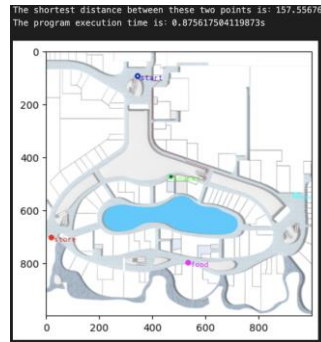 The shortest distance between these two points is: 157.55676
The program execution time is: 0.875617504119873s
0
start
200
400
600
store
food
800
0 200 400 600 800